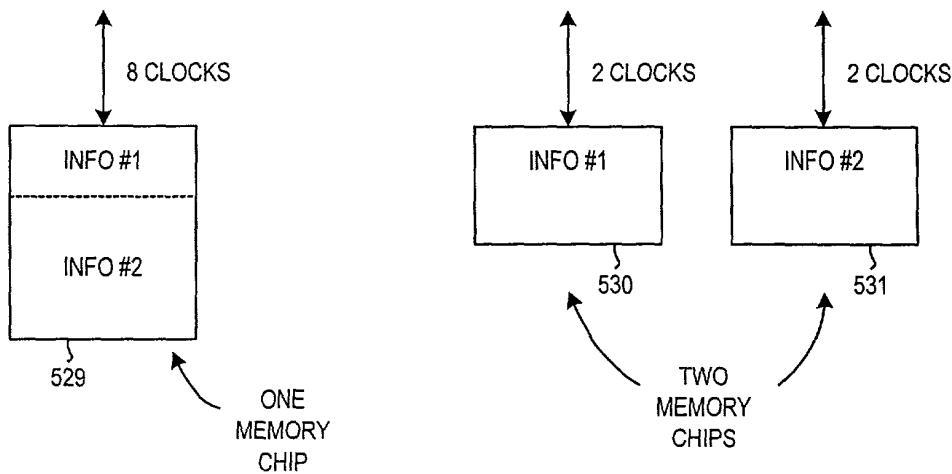 8 CLOCKS
INFO #1
INFO #2
529
ONE
MEMORY
CHIP
2 CLOCKS
2 CLOCKS
INFO #1
INFO #2
530
531
TWO
MEMORY
CHIPS